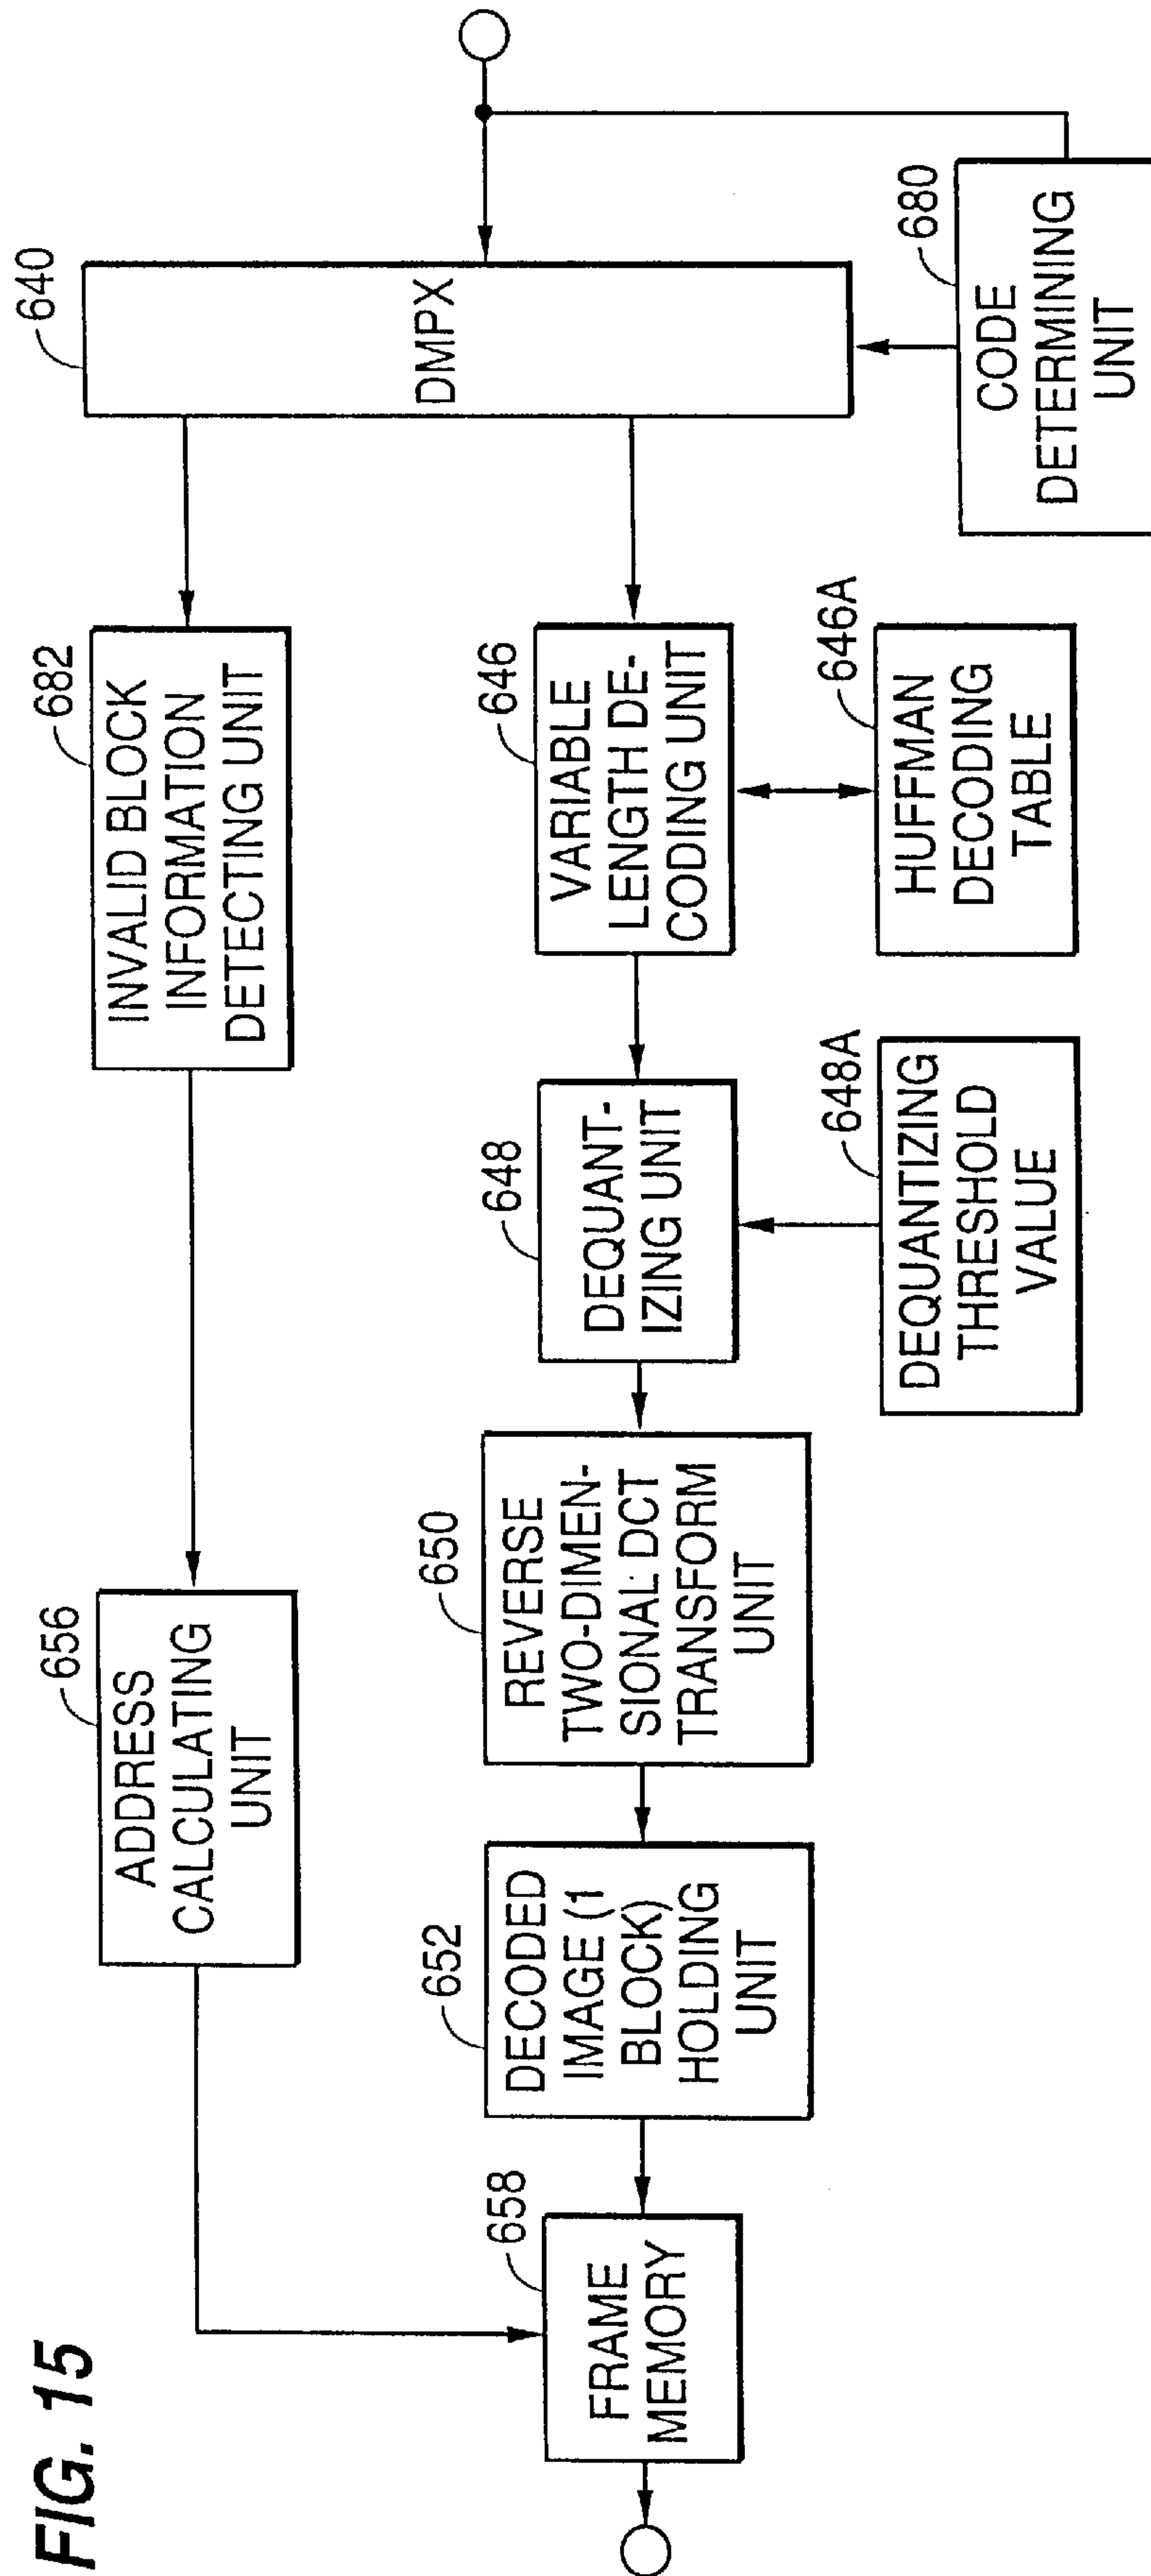 FIG. 15
656
ADDRESS
CALCULATING
UNIT
682
INVALID BLOCK
INFORMATION
DETECTING UNIT
640
DMPX
658
FRAME
MEMORY
652
DECODED
IMAGE (1
BLOCK)
HOLDING
UNIT
650
REVERSE
TWO-DIMEN-
SIONAL DCT
TRANSFORM
UNIT
648
DEQUANT-
IZING UNIT
646
VARIABLE
LENGTH DE-
CODING UNIT
648A
DEQUANTIZING
THRESHOLD
VALUE
646A
HUFFMAN
DECODING
TABLE
680
CODE
DETERMINING
UNIT